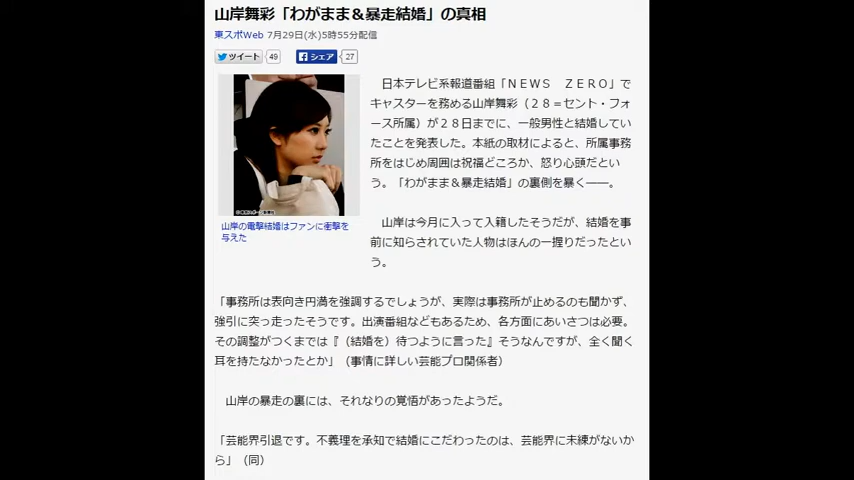 山岸舞彩「わがまま＆暴走結婚」の真相
東スポWeb 7月29日(水)5時55分配信
ツイート 49 シェア 27
日本テレビ系報道番組「ＮＥＷＳ　ＺＥＲＯ」で
キャスターを務める山岸舞彩（２８＝セント・フォ
ース所属）が２８日までに、一般男性と結婚してい
たことを発表した。本紙の取材によると、所属事務
所をはじめ周囲は祝福どころか、怒り心頭だとい
う。「わがまま＆暴走結婚」の裏側を暴く――。
山岸の電撃結婚はファンに衝撃を
与えた
山岸は今月に入って入籍したそうだが、結婚を事
前に知らされていた人物はほんの一握りだったとい
う。
「事務所は表向き円満を強調するでしょうが、実際は事務所が止めるのも聞かず、
強引に突っ走ったそうです。出演番組などもあるため、各方面にあいさつは必要。
その調整がつくまでは『（結婚を）待つように言った』そうなんですが、全く聞く
耳を持たなかったとか」（事情に詳しい芸能プロ関係者）
山岸の暴走の裏には、それなりの覚悟があったようだ。
「芸能界引退です。不義理を承知で結婚にこだわったのは、芸能界に未練がないか
ら」（同）